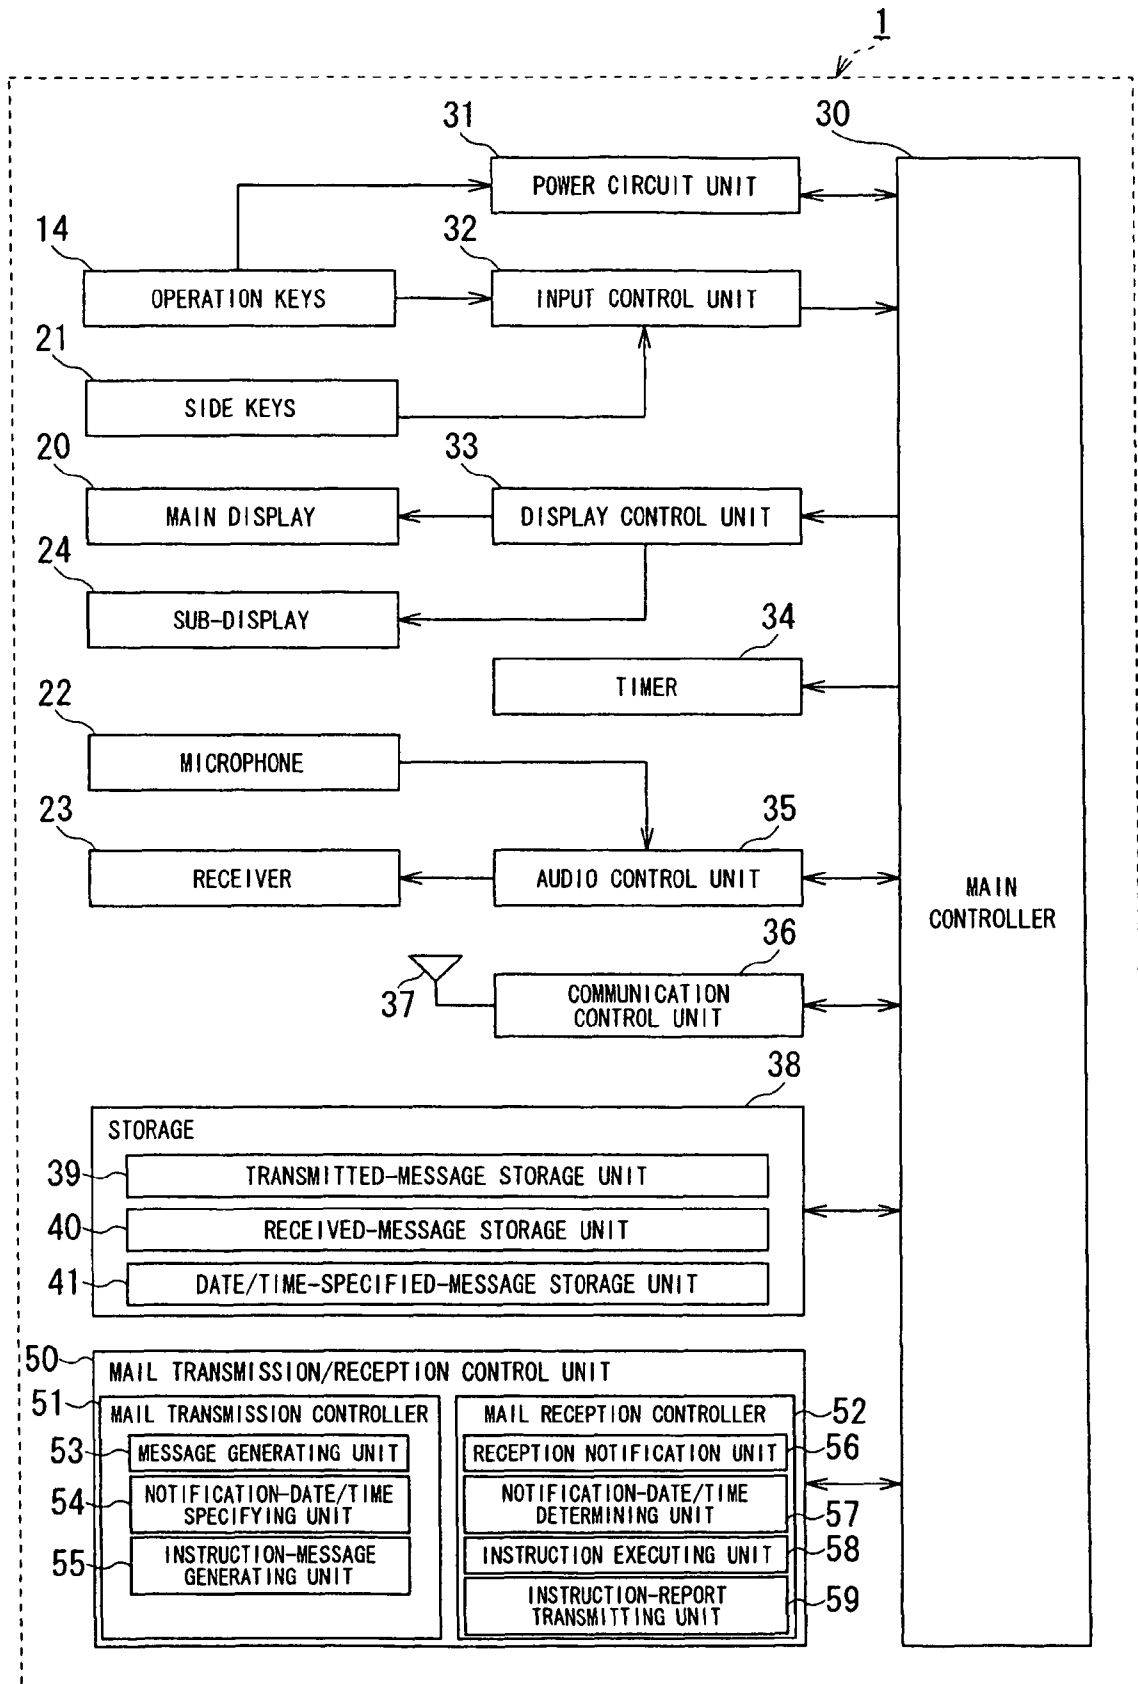 1
31
30
POWER CIRCUIT UNIT
14
32
OPERATION KEYS
INPUT CONTROL UNIT
21
SIDE KEYS
20
33
MAIN DISPLAY
DISPLAY CONTROL UNIT
24
SUB-DISPLAY
34
TIMER
22
MICROPHONE
23
35
RECEIVER
AUDIO CONTROL UNIT
MAIN
CONTROLLER
36
37
COMMUNICATION
CONTROL UNIT
38
STORAGE
39
TRANSMITTED-MESSAGE STORAGE UNIT
40
RECEIVED-MESSAGE STORAGE UNIT
41
DATE/TIME-SPECIFIED-MESSAGE STORAGE UNIT
50
MAIL TRANSMISSION/RECEPTION CONTROL UNIT
51
MAIL TRANSMISSION CONTROLLER
53
MESSAGE GENERATING UNIT
54
NOTIFICATION-DATE/TIME
SPECIFYING UNIT
55
INSTRUCTION-MESSAGE
GENERATING UNIT
MAIL RECEPTION CONTROLLER
52
RECEPTION NOTIFICATION UNIT
56
NOTIFICATION-DATE/TIME
DETERMINING UNIT
57
INSTRUCTION EXECUTING UNIT
58
INSTRUCTION-REPORT
TRANSMITTING UNIT
59